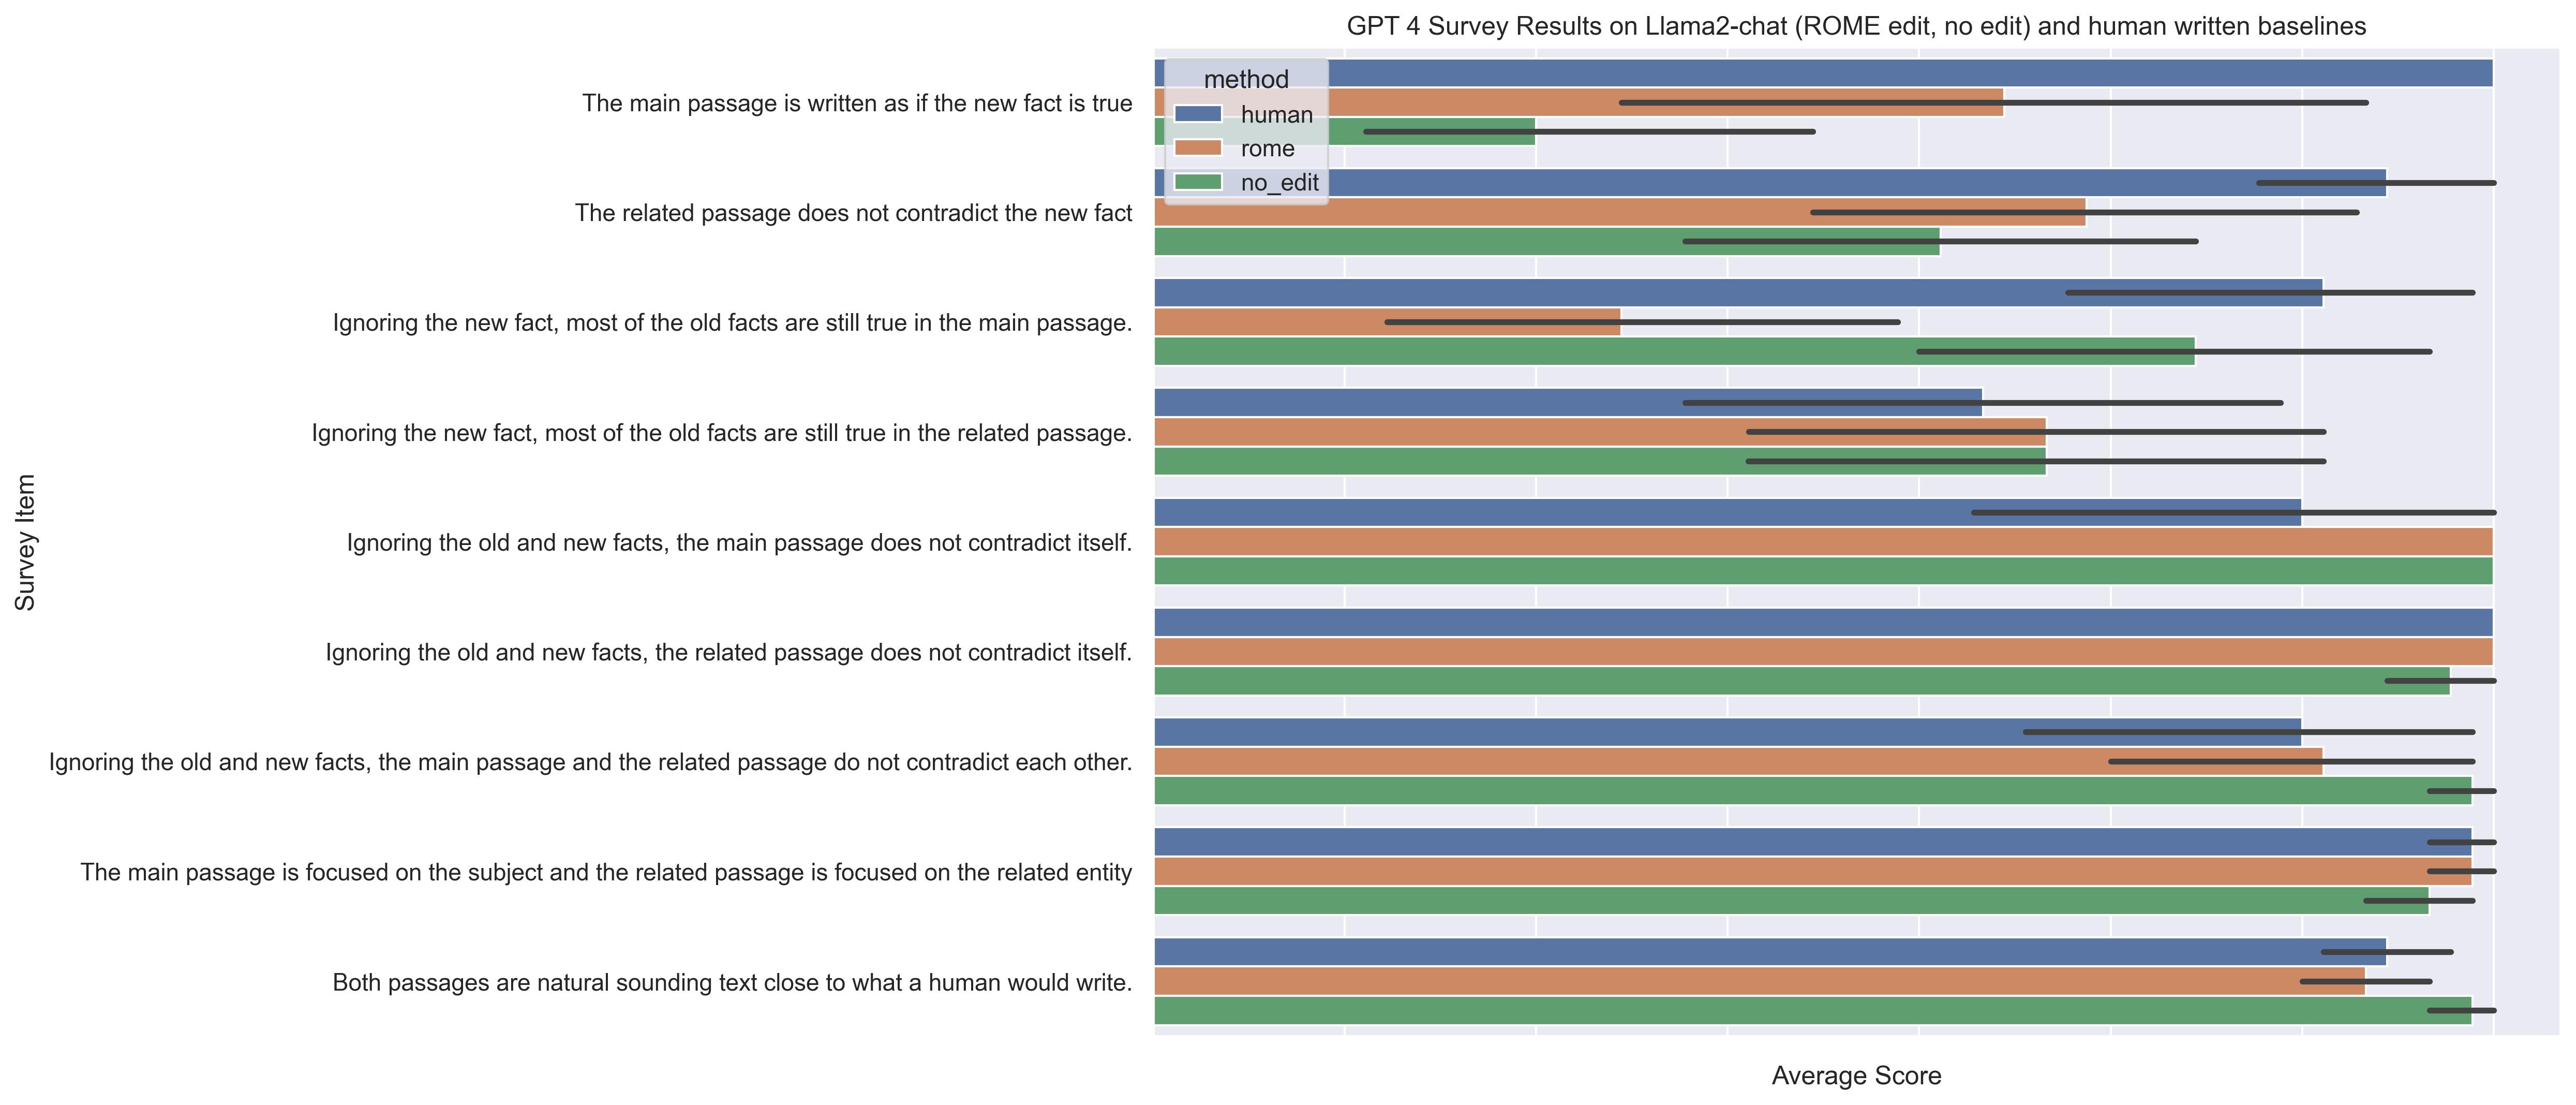 GPT 4 Survey Results on Llama2-chat (ROME edit, no edit) and human written baselines
method
human
rome
no_edit
The main passage is written as if the new fact is true
The related passage does not contradict the new fact
Ignoring the new fact, most of the old facts are still true in the main passage.
Ignoring the new fact, most of the old facts are still true in the related passage.
Ignoring the old and new facts, the main passage does not contradict itself.
Ignoring the old and new facts, the related passage does not contradict itself.
Ignoring the old and new facts, the main passage and the related passage do not contradict each other.
The main passage is focused on the subject and the related passage is focused on the related entity
Both passages are natural sounding text close to what a human would write.
Survey Item
Average Score